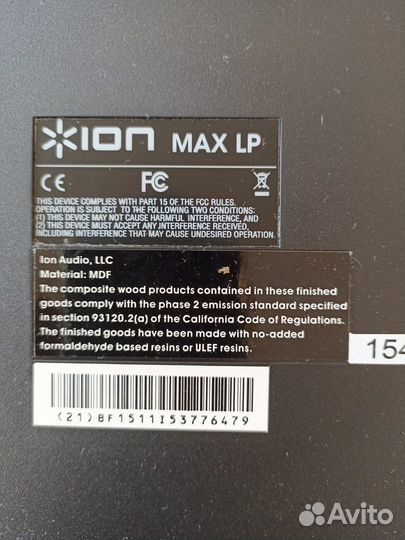 ION MAX LP
CE FC
THIS DEVICE COMPLIES WITH PART 15 OF THE FCC RULES.
OPERATION IS SUBJECT TO THE FOLLOWING TWO CONDITIONS:
(1) THIS DEVICE MAY NOT CAUSE HARMFUL INTERFERENCE, AND
(2) THIS DEVICE MUST ACCEPT ANY INTERFERENCE RECEIVED,
INCLUDING INTERFERENCE THAT MAY CAUSE UNDESIRED OPERATION.
Ion Audio, LLC
Material: MDF
The composite wood products contained in these finished
goods comply with the phase 2 emission standard specified
in section 93120.2(a) of the California Code of Regulations.
The finished goods have been made with no-added
formaldehyde based resins or ULEF resins.
154
(21)BF1511I53776479
Avito